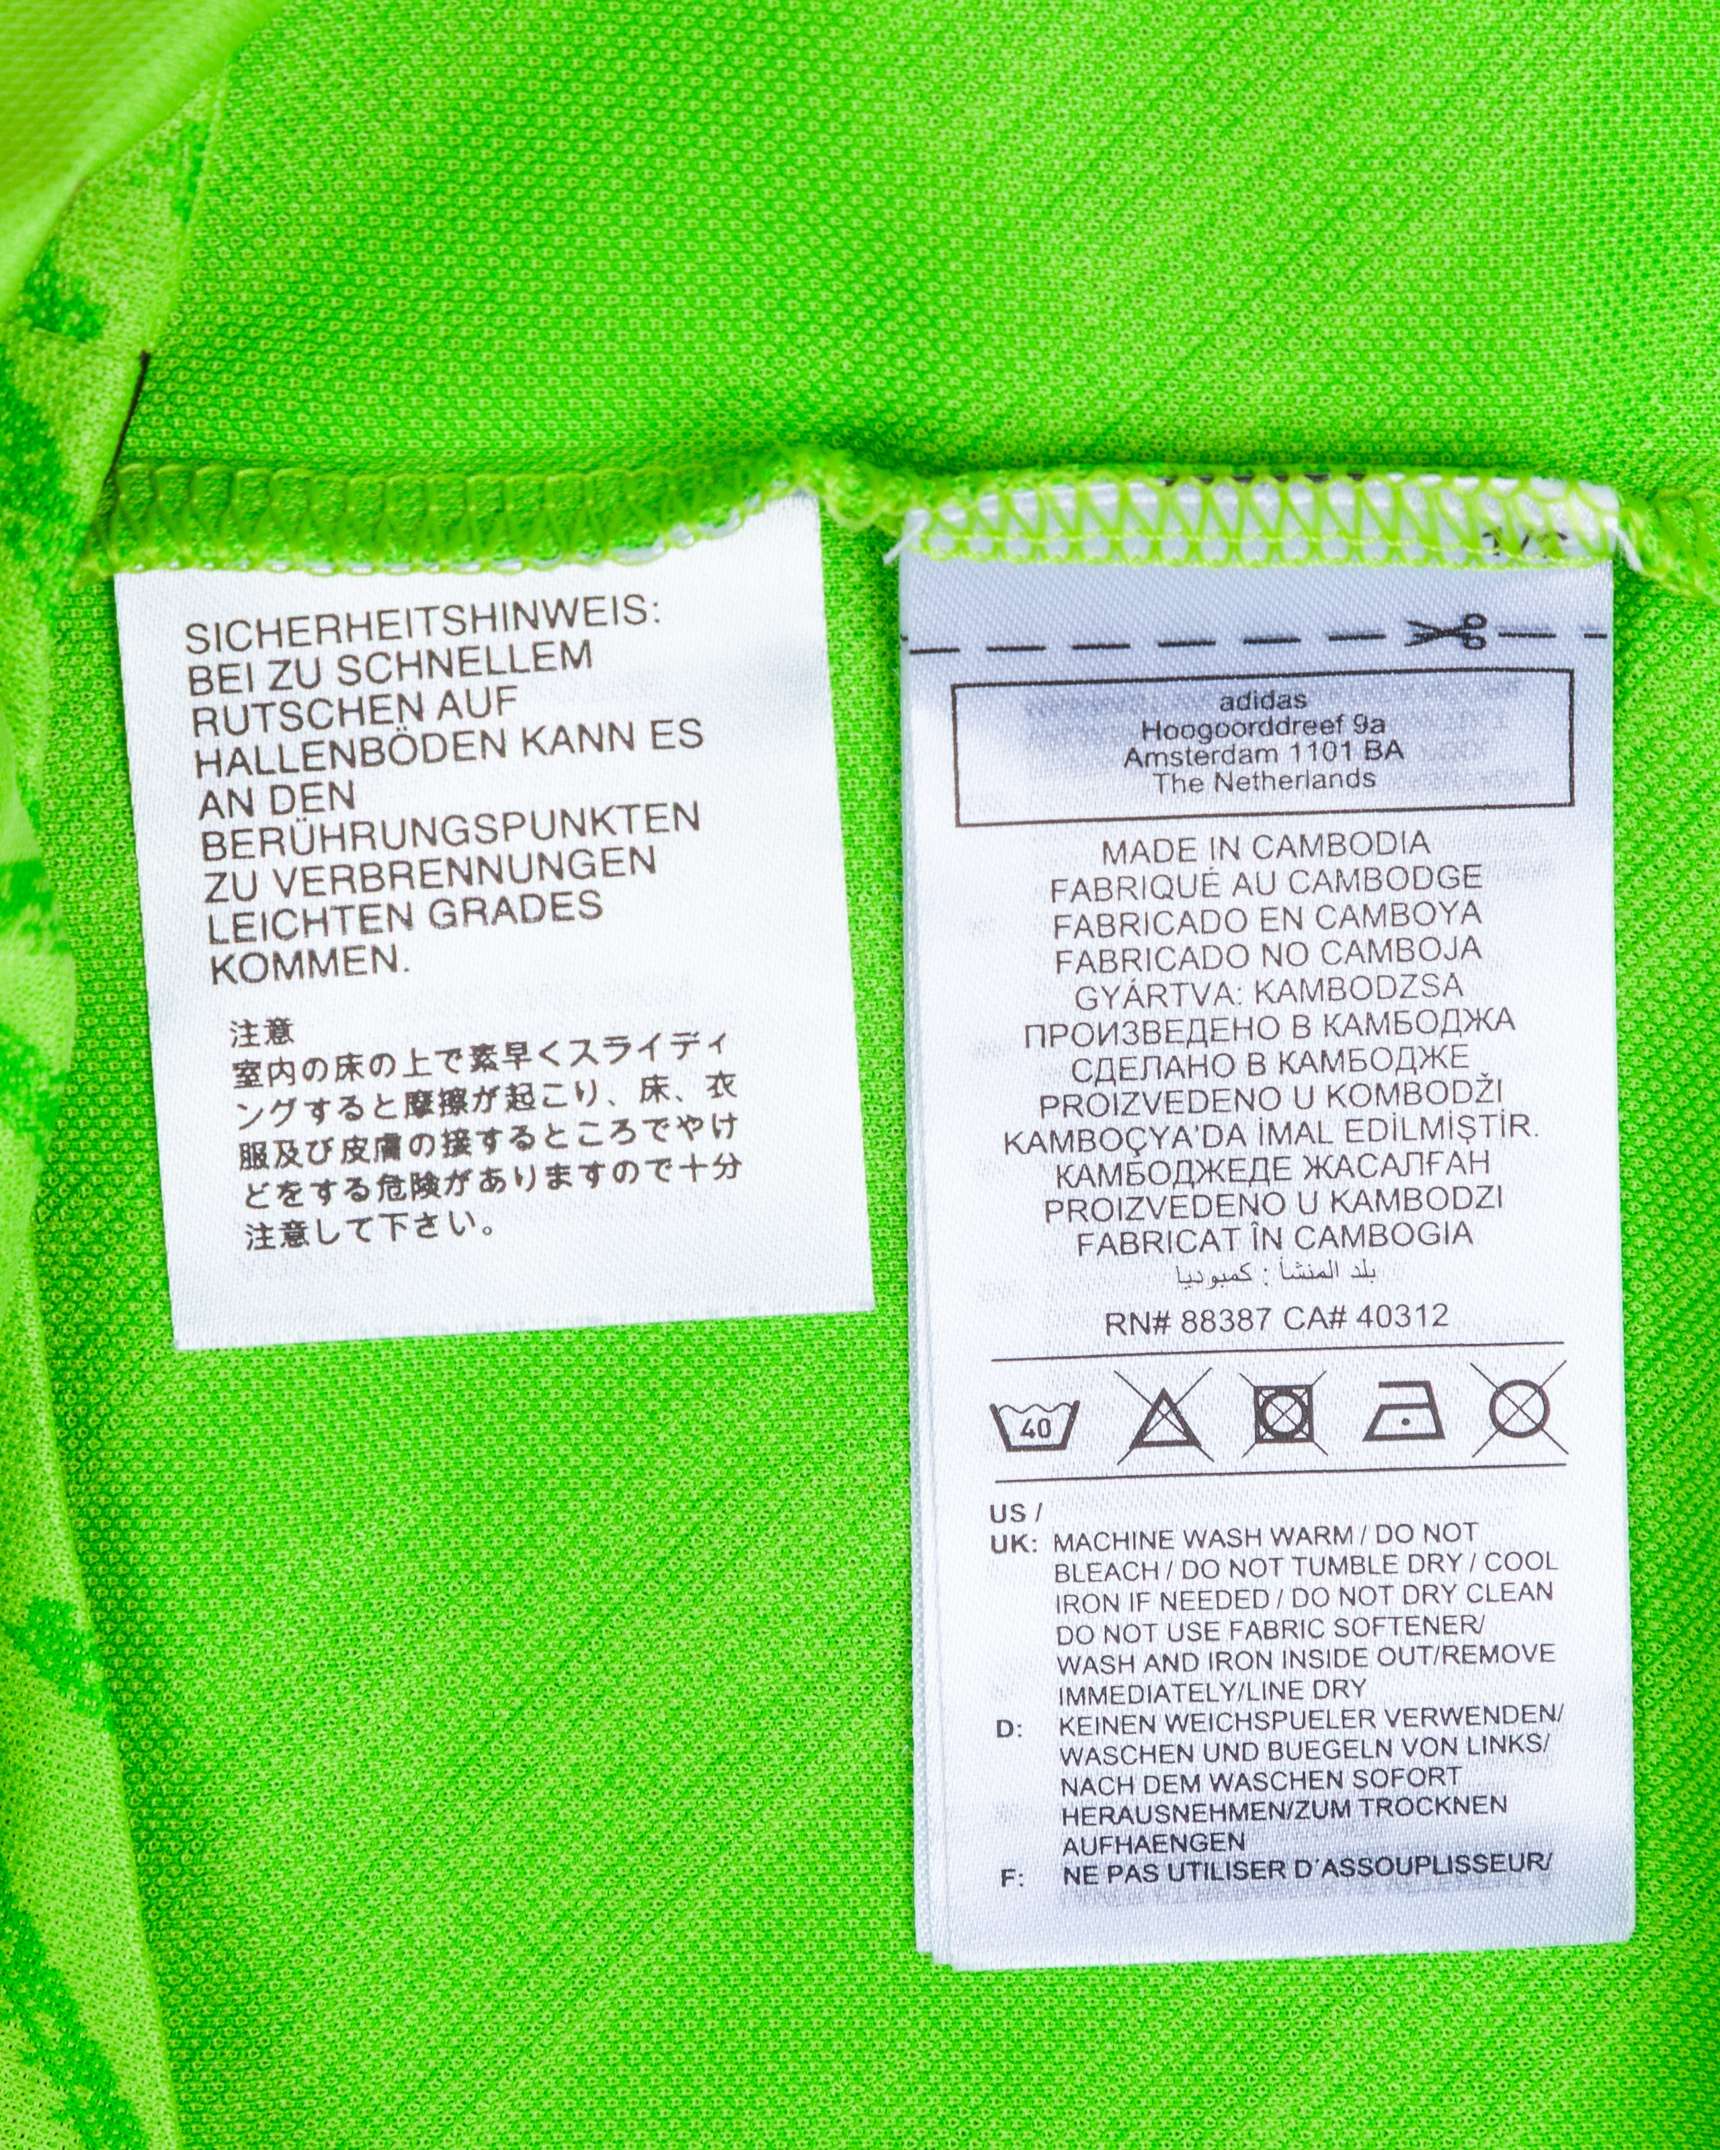 SICHERHEITSHINWEIS:
BEI ZU SCHNELLEM
RUTSCHEN AUF
HALLENBÖDEN KANN ES
AN DEN
BERÜHRUNGSPUNKTEN
ZU VERBRENNUNGEN
LEICHTEN GRADES
KOMMEN.
注意
室内の床の上で素早くスライディ
ングすると摩擦が起こり、床、衣
服及び皮膚の接するところでやけ
どをする危険がありますので十分
注意して下さい。
adidas
Hoogoorddreef 9a
Amsterdam 1101 BA
The Netherlands
MADE IN CAMBODIA
FABRIQUÉ AU CAMBODGE
FABRICADO EN CAMBOYA
FABRICADO NO CAMBOJA
GYÁRTVA: KAMBODZSA
ПРОИЗВЕДЕНО В КАМБОДЖА
СДЕЛАНО В КАМБОДЖЕ
PROIZVEDENO U KOMBODŽI
KAMBOÇYA'DA İMAL EDİLMİŞTİR.
КАМБОДЖЕДЕ ЖАСАЛҒАН
PROIZVEDENO U KAMBODZI
FABRICAT ÎN CAMBOGIA
بلد المنشأ : كمبوديا
RN# 88387 CA# 40312
40
US /
UK: MACHINE WASH WARM / DO NOT
BLEACH / DO NOT TUMBLE DRY / COOL
IRON IF NEEDED / DO NOT DRY CLEAN
DO NOT USE FABRIC SOFTENER/
WASH AND IRON INSIDE OUT/REMOVE
IMMEDIATELY/LINE DRY
D: KEINEN WEICHSPUELER VERWENDEN/
WASCHEN UND BUEGELN VON LINKS/
NACH DEM WASCHEN SOFORT
HERAUSNEHMEN/ZUM TROCKNEN
AUFHAENGEN
F: NE PAS UTILISER D´ASSOUPLISSEUR/